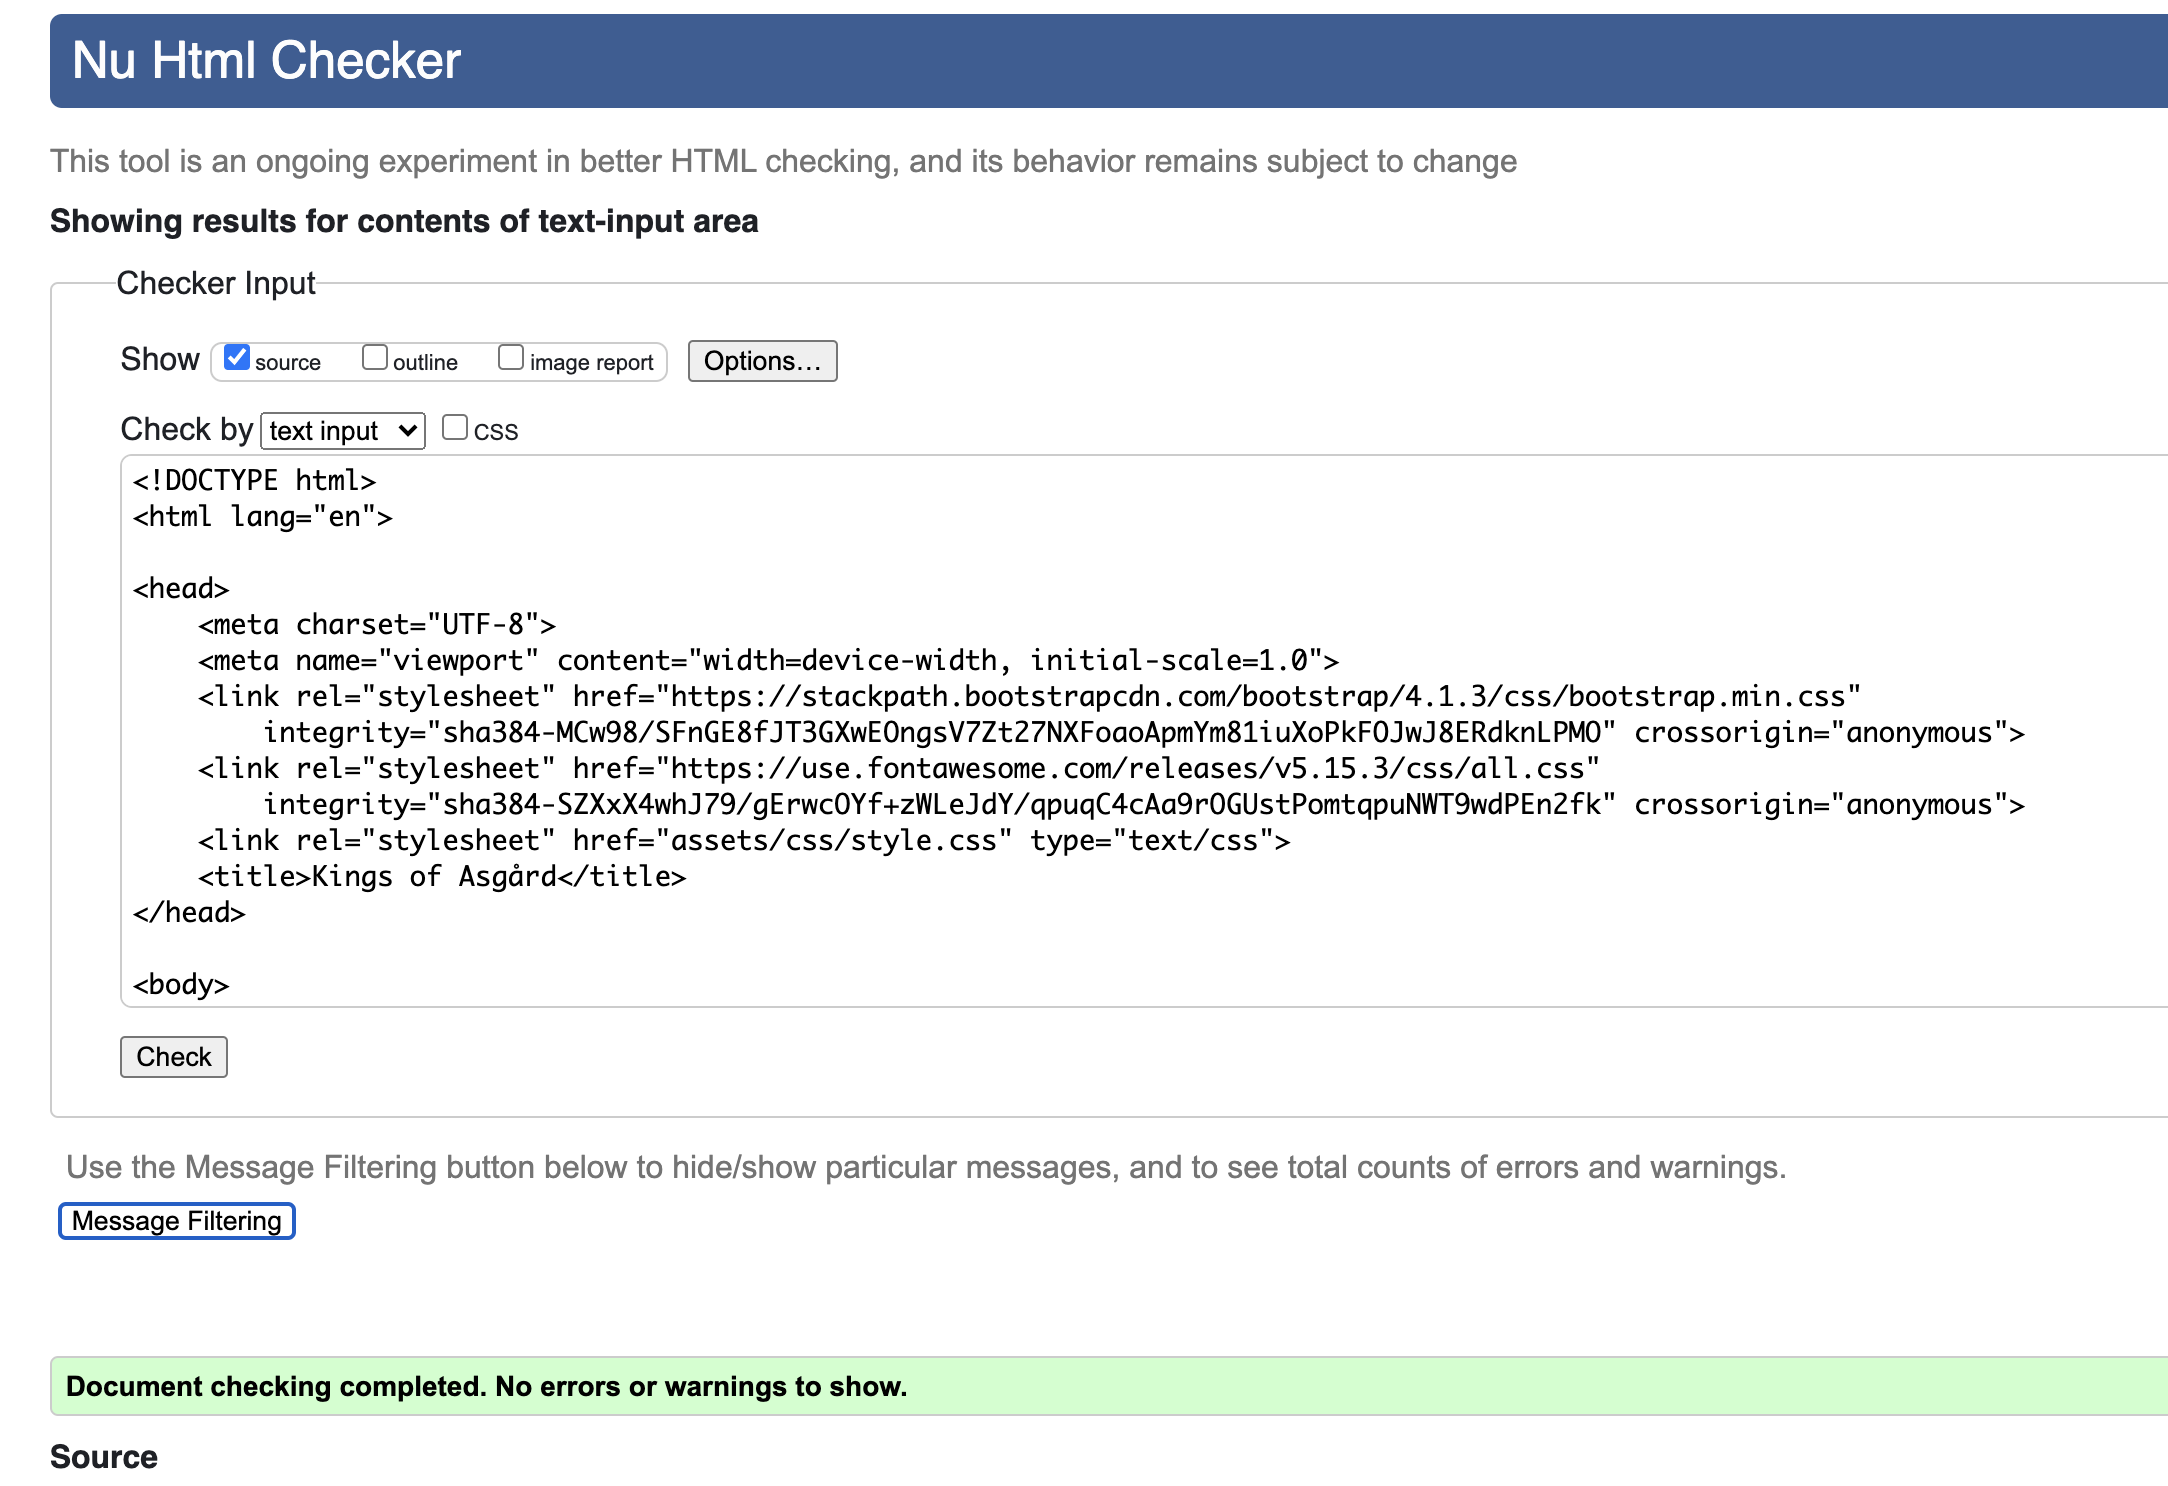 Nu Html Checker
This tool is an ongoing experiment in better HTML checking, and its behavior remains subject to change
Showing results for contents of text-input area
Checker Input
Show source outline image report Options...
Check by text input css
<!DOCTYPE html>
<html lang="en">
<head>
    <meta charset="UTF-8">
    <meta name="viewport" content="width=device-width, initial-scale=1.0">
    <link rel="stylesheet" href="https://stackpath.bootstrapcdn.com/bootstrap/4.1.3/css/bootstrap.min.css"
        integrity="sha384-MCw98/SFnGE8fJT3GXwEOngsV7Zt27NXFoaoApmYm81iuXoPkFOJwJ8ERdknLPMO" crossorigin="anonymous">
    <link rel="stylesheet" href="https://use.fontawesome.com/releases/v5.15.3/css/all.css"
        integrity="sha384-SZXxX4whJ79/gErwcOYf+zWLeJdY/qpuqC4cAa9rOGUstPomtqpuNWT9wdPEn2fk" crossorigin="anonymous">
    <link rel="stylesheet" href="assets/css/style.css" type="text/css">
    <title>Kings of Asgård</title>
</head>
<body>
Check
Use the Message Filtering button below to hide/show particular messages, and to see total counts of errors and warnings.
Message Filtering
Document checking completed. No errors or warnings to show.
Source